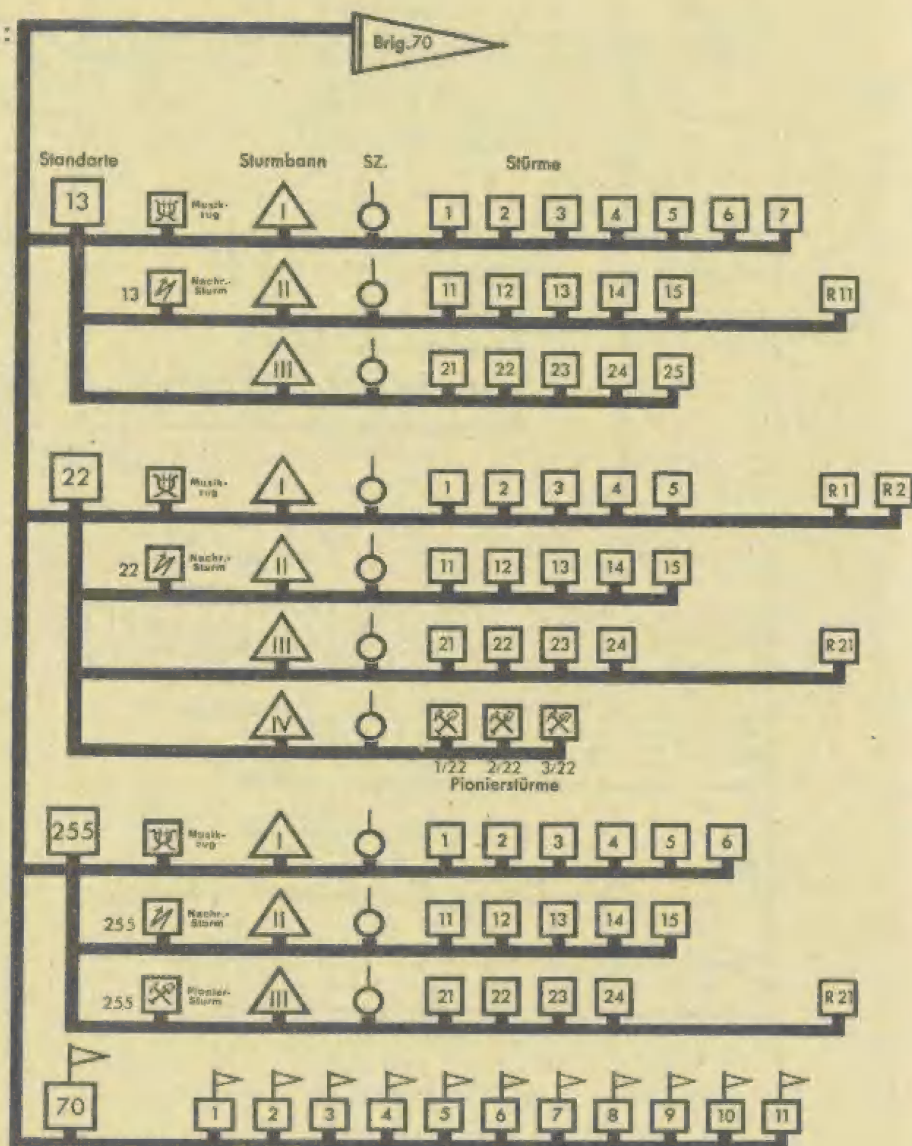 :
Brig.70
Standarte Sturmbann SZ. Stürme
13 Musik-
zug I 1 2 3 4 5 6 7
13 Nachr.-
Sturm II 11 12 13 14 15 R 11
III 21 22 23 24 25
22 Musik-
zug I 1 2 3 4 5 R 1 R 2
22 Nachr.-
Sturm II 11 12 13 14 15
III 21 22 23 24 R 21
IV
1/22 2/22 3/22
Pionierstürme
255 Musik-
zug I 1 2 3 4 5 6
255 Nachr.-
Sturm II 11 12 13 14 15
255 Pionier-
Sturm III 21 22 23 24 R 21
70 1 2 3 4 5 6 7 8 9 10 11